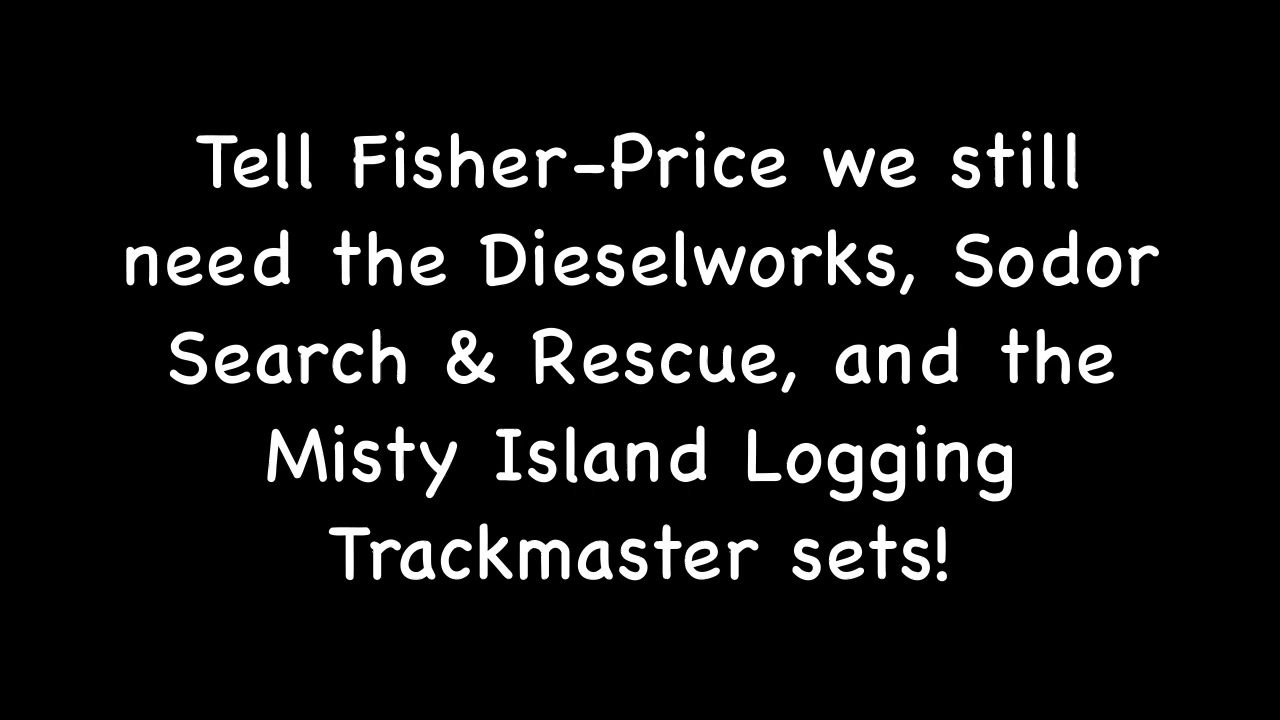 Tell Fisher-Price we still
need the Dieselworks, Sodor
Search & Rescue, and the
Misty Island Logging
Trackmaster sets!